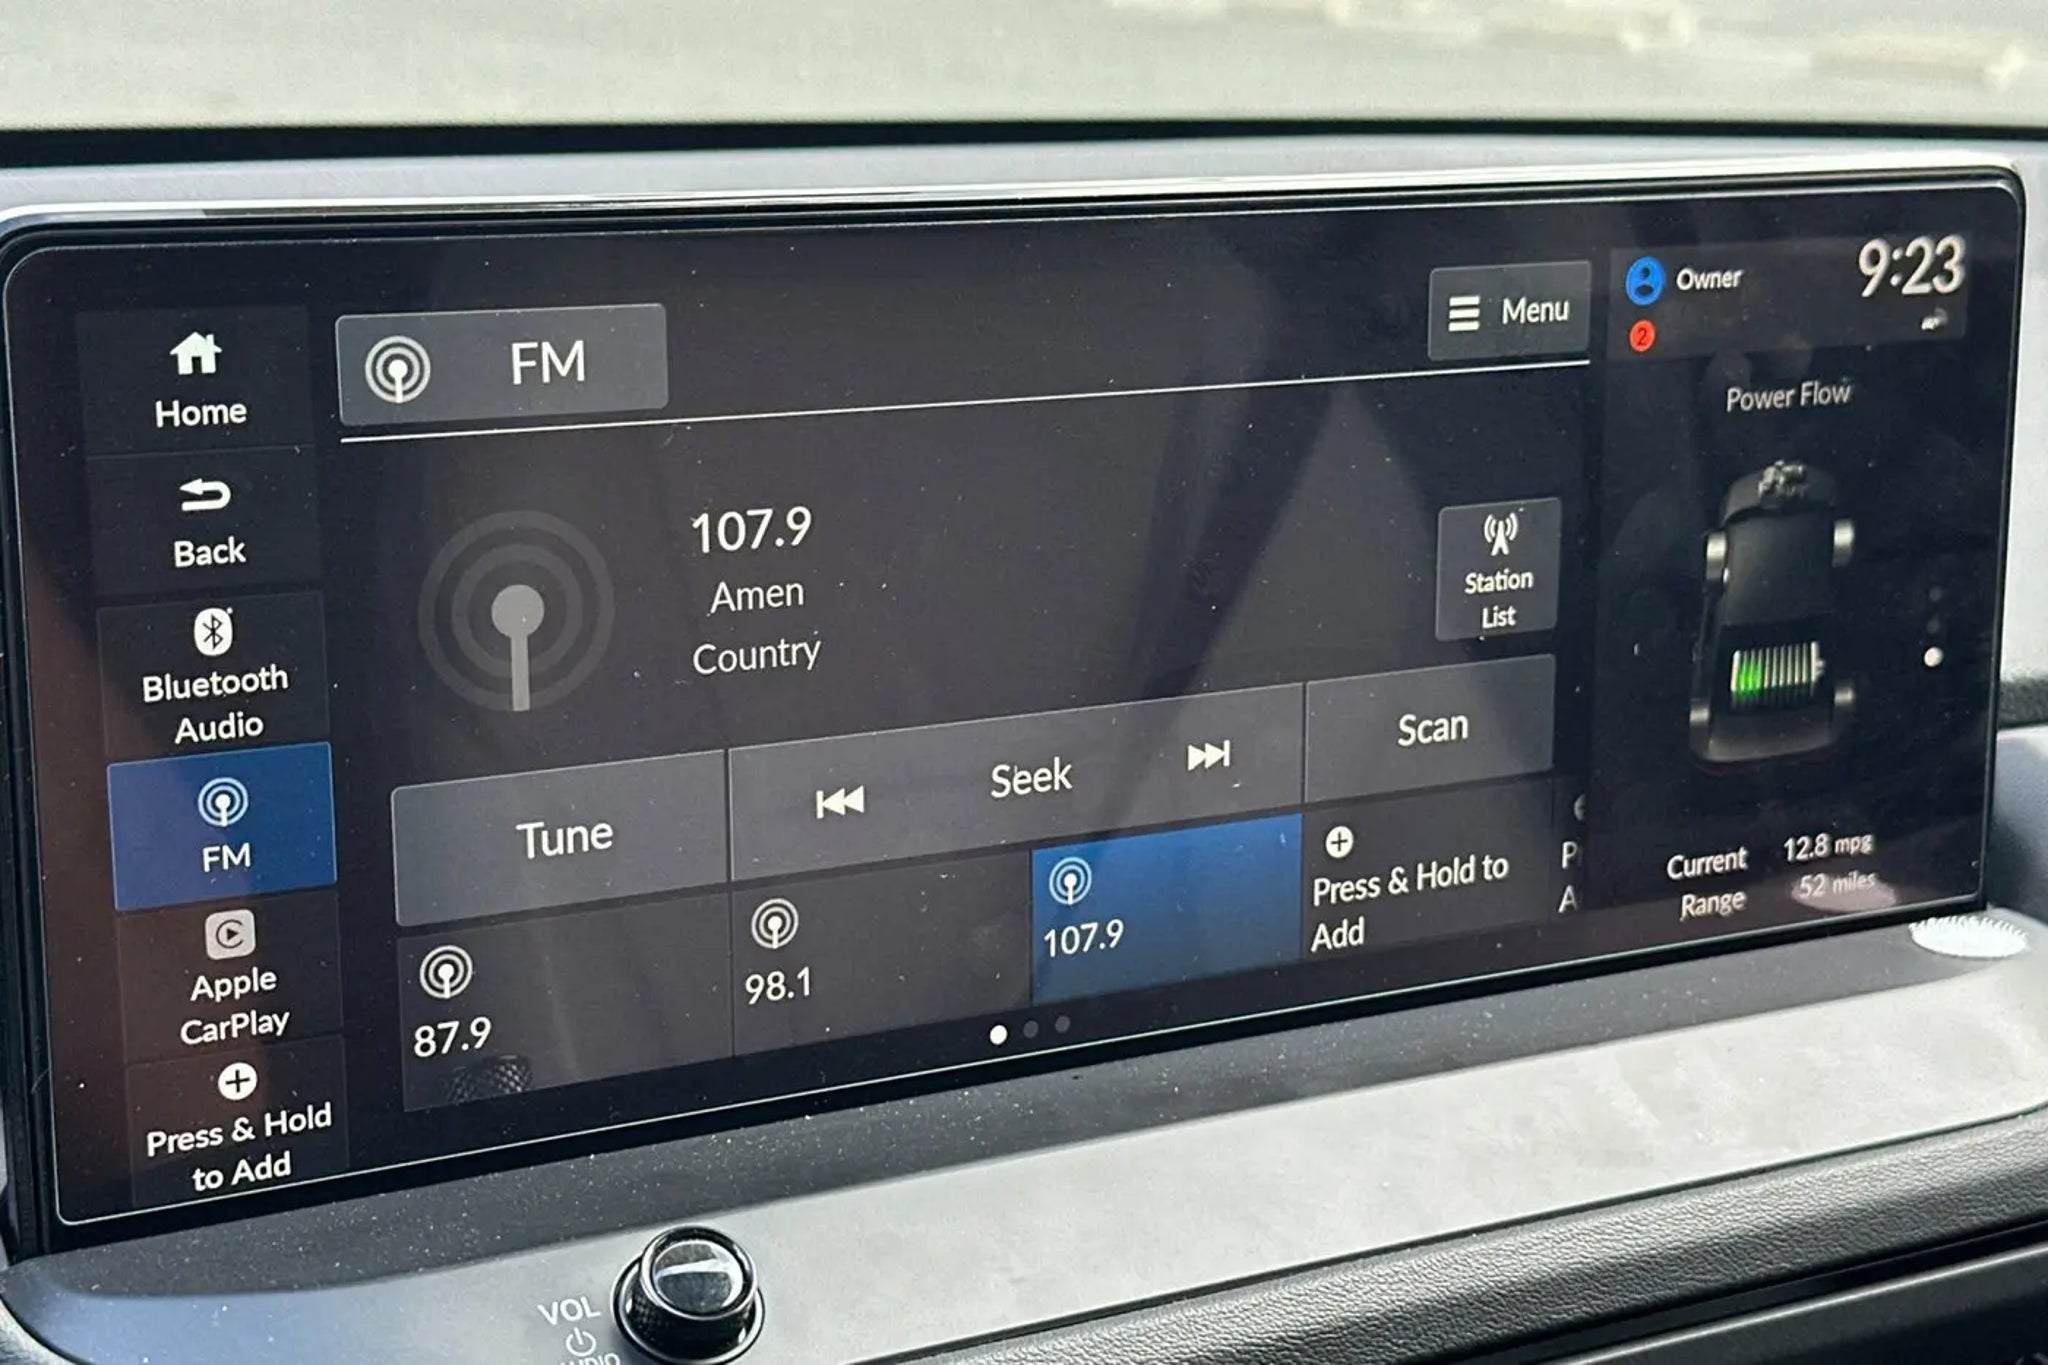 Home
Back
Bluetooth
Audio
FM
Apple
CarPlay
Press & Hold
to Add
FM
Menu
107.9
Amen
Country
Station
List
Tune
Seek
Scan
87.9
98.1
107.9
Press & Hold to
Add
P
A
Owner
9:23
2
Power Flow
Current 12.8 mpg
Range 52 miles
VOL